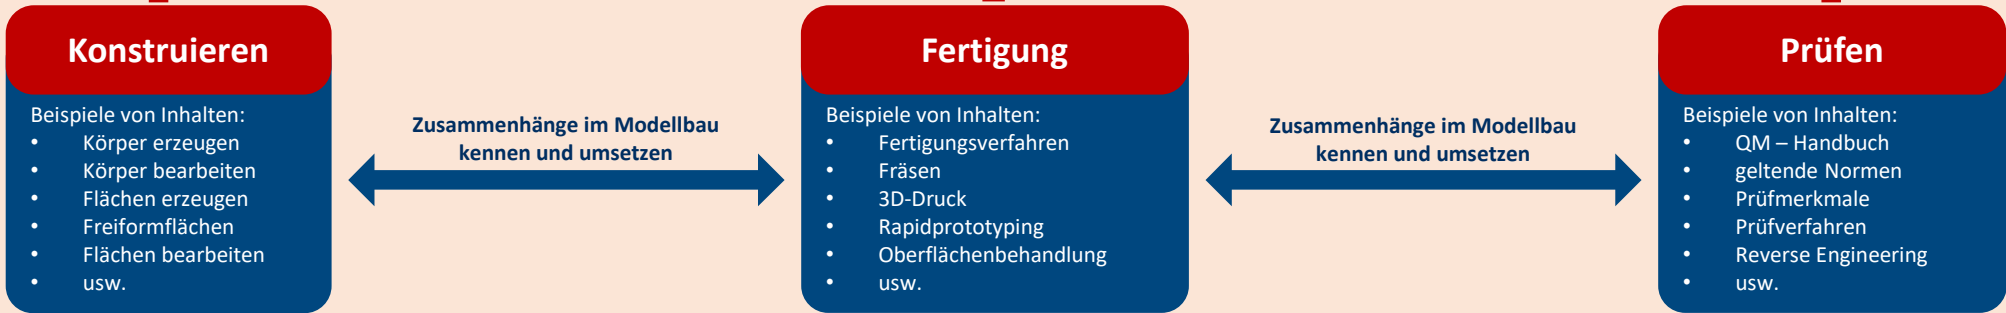 Konstruieren
Beispiele von Inhalten:
• Körper erzeugen
• Körper bearbeiten
• Flächen erzeugen
• Freiformflächen
• Flächen bearbeiten
• usw.
Zusammenhänge im Modellbau
kennen und umsetzen
Fertigung
Beispiele von Inhalten:
• Fertigungsverfahren
• Fräsen
• 3D-Druck
• Rapidprototyping
• Oberflächenbehandlung
• usw.
Zusammenhänge im Modellbau
kennen und umsetzen
Prüfen
Beispiele von Inhalten:
• QM – Handbuch
• geltende Normen
• Prüfmerkmale
• Prüfverfahren
• Reverse Engineering
• usw.